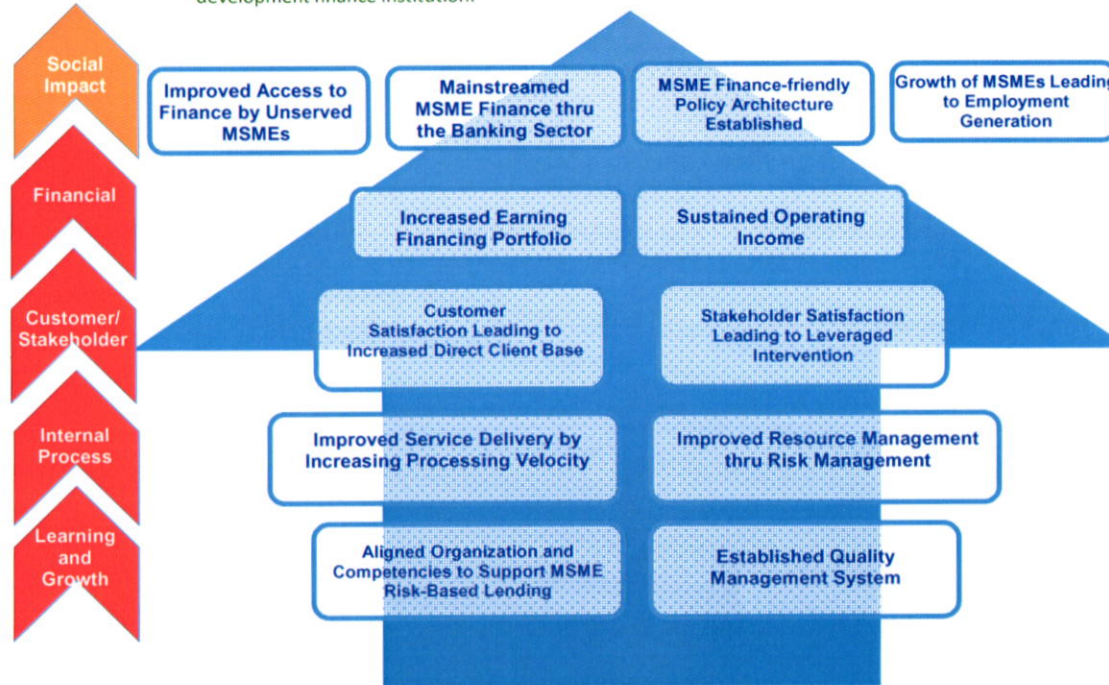 development finance institution.
Social
Impact
Improved Access to
Finance by Unserved
MSMEs
Mainstreamed
MSME Finance thru
the Banking Sector
MSME Finance-friendly
Policy Architecture
Established
Growth of MSMEs Leading
to Employment
Generation
Financial
Increased Earning
Financing Portfolio
Sustained Operating
Income
Customer/
Stakeholder
Customer
Satisfaction Leading to
Increased Direct Client Base
Stakeholder Satisfaction
Leading to Leveraged
Intervention
Internal
Process
Improved Service Delivery by
Increasing Processing Velocity
Improved Resource Management
thru Risk Management
Learning
and
Growth
Aligned Organization and
Competencies to Support MSME
Risk-Based Lending
Established Quality
Management System